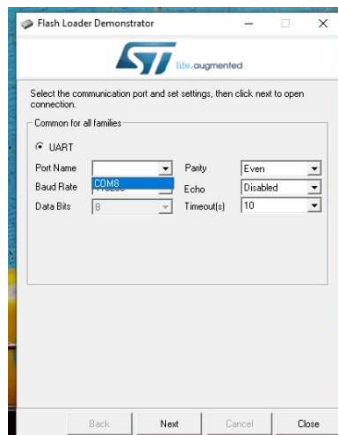 Flash Loader Demonstrator
ST life.augmented
Select the communication port and set settings, then click next to open
connection.
Common for all families
UART
Port Name Parity Even
COM8
Baud Rate Echo Disabled
Data Bits 8 Timeout(s) 10
Back Next Cancel Close